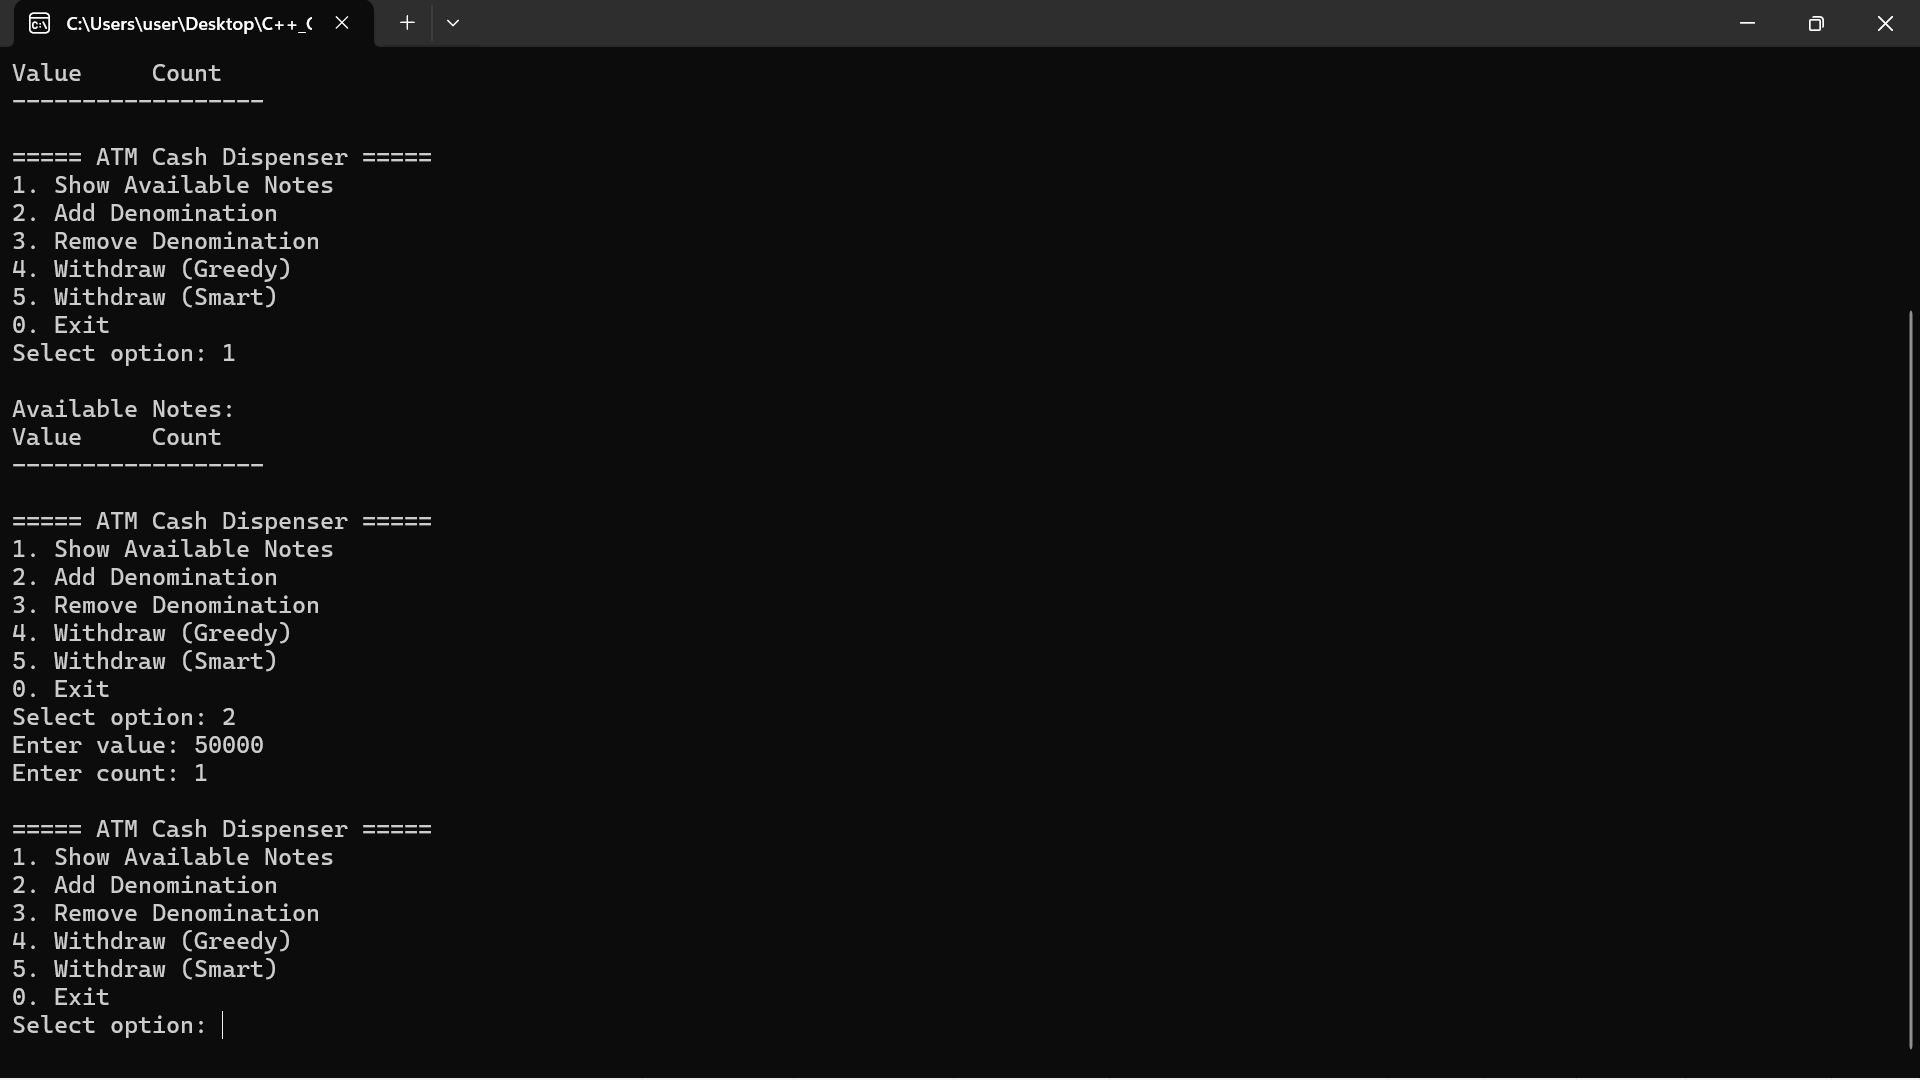 C:\Users\user\Desktop\C++_
Value     Count
------------------
===== ATM Cash Dispenser =====
1. Show Available Notes
2. Add Denomination
3. Remove Denomination
4. Withdraw (Greedy)
5. Withdraw (Smart)
0. Exit
Select option: 1
Available Notes:
Value     Count
------------------
===== ATM Cash Dispenser =====
1. Show Available Notes
2. Add Denomination
3. Remove Denomination
4. Withdraw (Greedy)
5. Withdraw (Smart)
0. Exit
Select option: 2
Enter value: 50000
Enter count: 1
===== ATM Cash Dispenser =====
1. Show Available Notes
2. Add Denomination
3. Remove Denomination
4. Withdraw (Greedy)
5. Withdraw (Smart)
0. Exit
Select option: